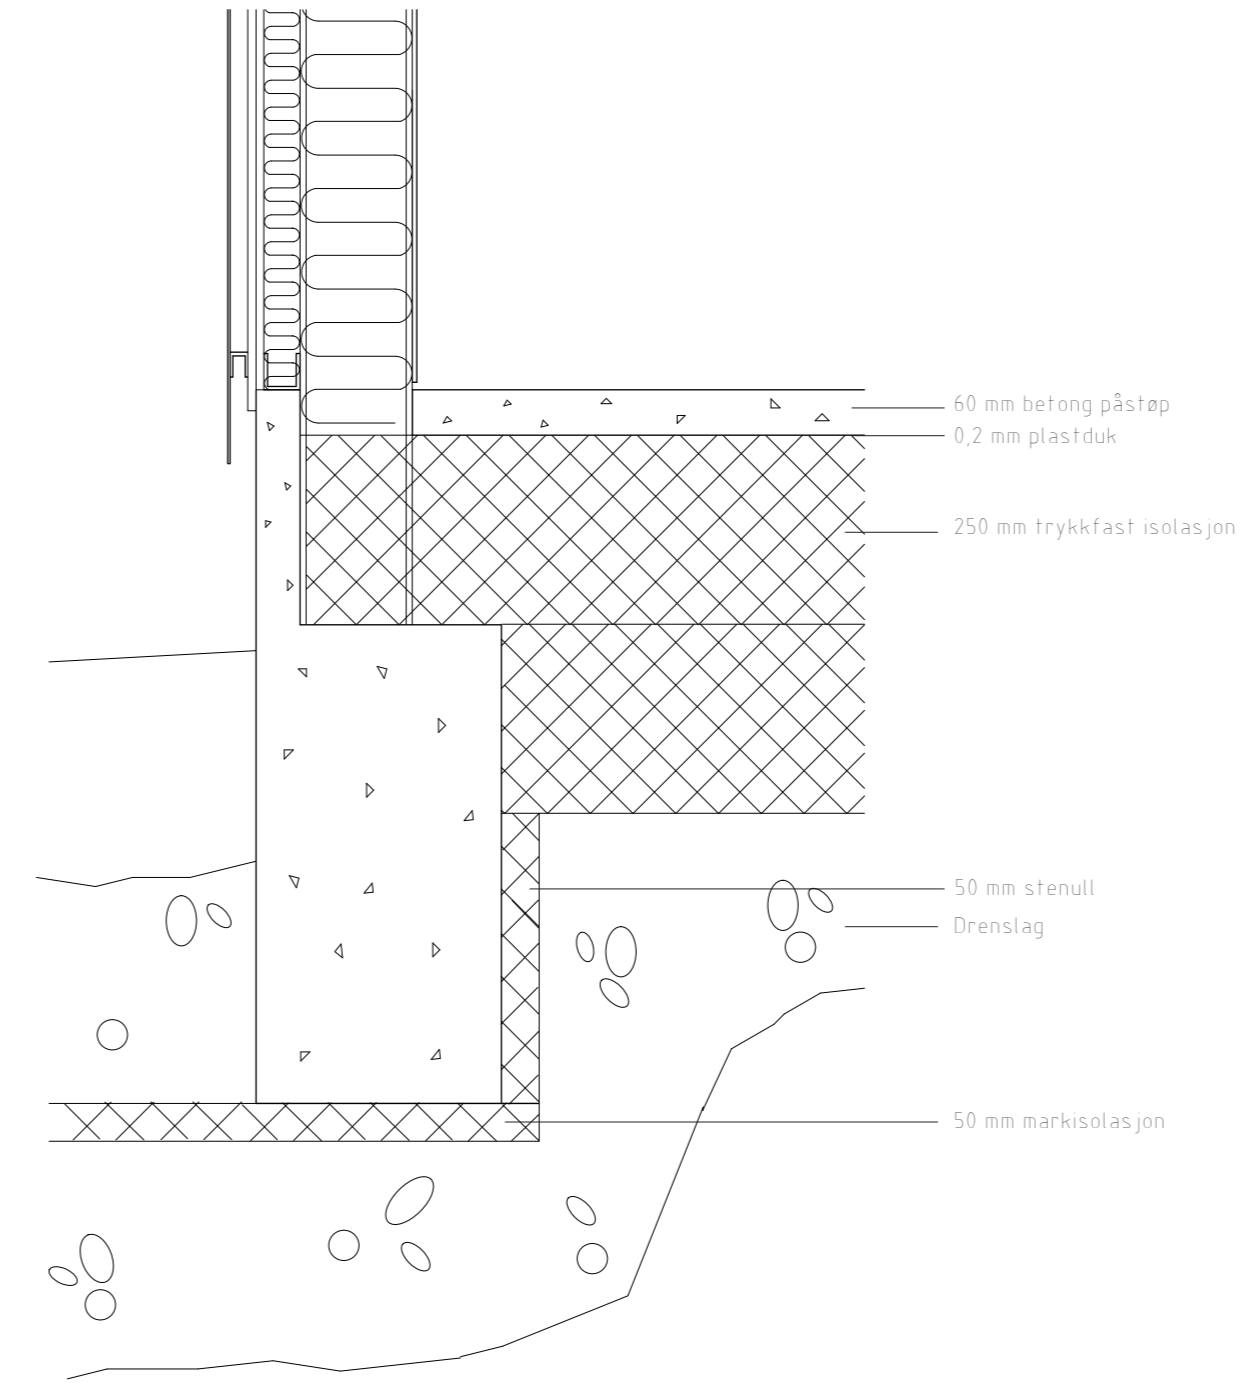 60 mm betong påstøp
0,2 mm plastduk
250 mm trykkfast isolasjon
50 mm stenull
Drenslag
50 mm markisolasjon